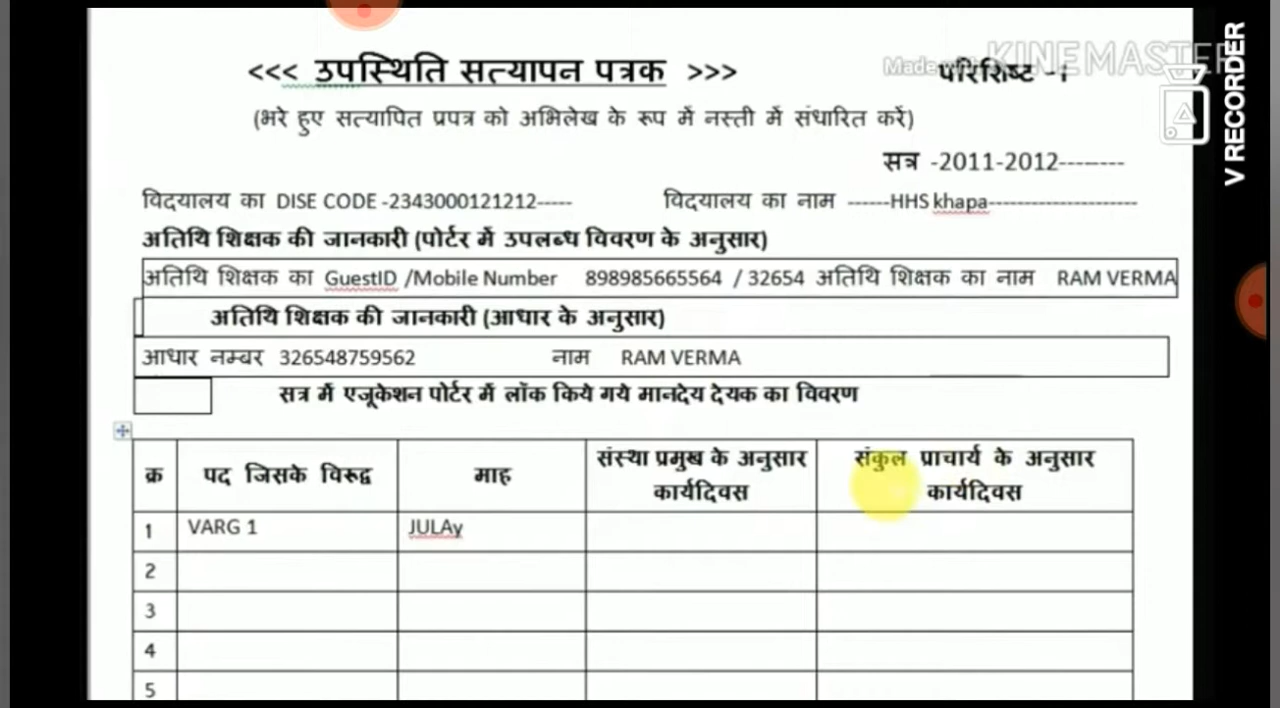 <<< उपस्थिति सत्यापन पत्रक >>> परिशिष्ट -i
Made with KINEMASTER
(भरे हुए सत्यापित प्रपत्र को अभिलेख के रूप में नस्ती में संधारित करें)
V RECORDER
सत्र -2011-2012--------
विद्यालय का DISE CODE -2343000121212----- विद्यालय का नाम ------HHS khapa----------------------
अतिथि शिक्षक की जानकारी (पोर्टर में उपलब्ध विवरण के अनुसार)
अतिथि शिक्षक का GuestID /Mobile Number 898985665564 / 32654 अतिथि शिक्षक का नाम RAM VERMA
अतिथि शिक्षक की जानकारी (आधार के अनुसार)
आधार नम्बर 326548759562 नाम RAM VERMA
सत्र में एजूकेशन पोर्टर में लॉक किये गये मानदेय देयक का विवरण
क्र पद जिसके विरूद्व माह संस्था प्रमुख के अनुसार कार्यदिवस संकुल प्राचार्य के अनुसार कार्यदिवस
1 VARG 1 JULAy
2
3
4
5